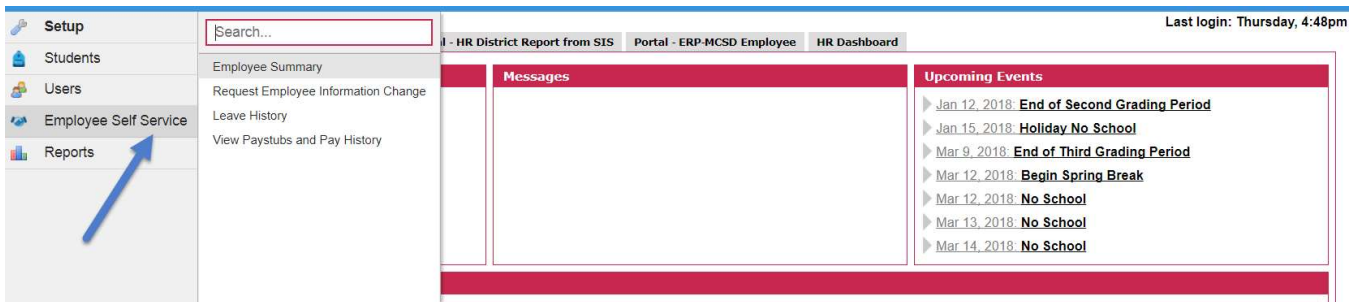 Last login: Thursday, 4:48pm
Setup
Students
Users
Employee Self Service
Reports
Search...
Employee Summary
Request Employee Information Change
Leave History
View Paystubs and Pay History
- HR District Report from SIS
Portal - ERP-MCSD Employee
HR Dashboard
Messages
Upcoming Events
Jan 12, 2018: End of Second Grading Period
Jan 15, 2018: Holiday No School
Mar 9, 2018: End of Third Grading Period
Mar 12, 2018: Begin Spring Break
Mar 12, 2018: No School
Mar 13, 2018: No School
Mar 14, 2018: No School